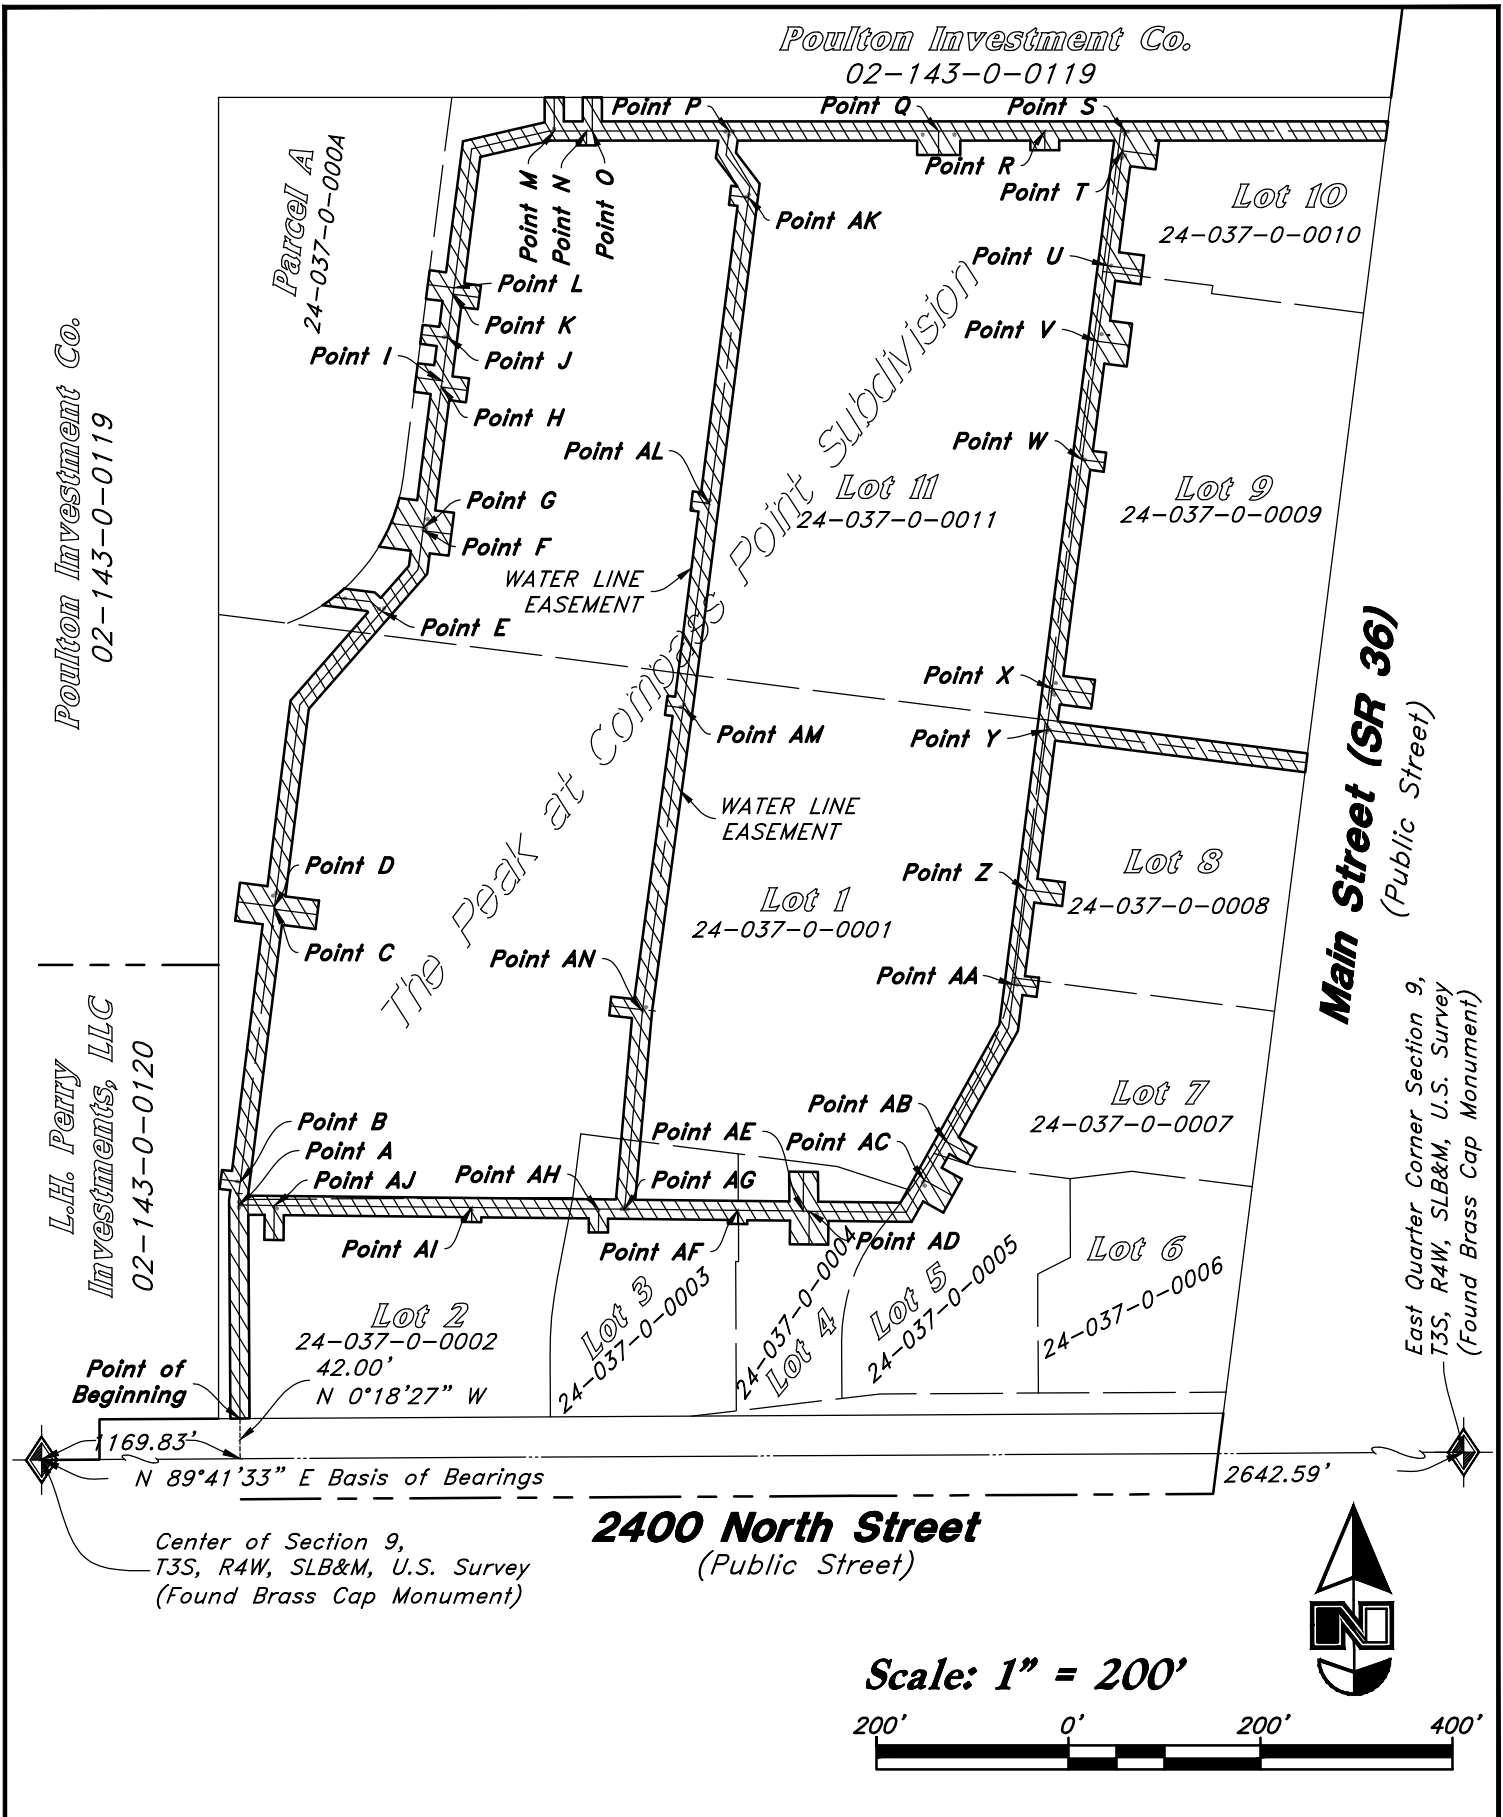 Poulton Investment Co.
02-143-0-0119
Point P
Point Q
Point S
Point M
Point N
Point O
Point R
Point T
Parcel A
24-037-0-000A
Lot 10
24-037-0-0010
Point AK
Point U
Point L
Point K
Point V
Point I
Point J
Point H
Poulton Investment Co.
02-143-0-0119
Point AL
Point W
Point G
Point F
Lot 11
24-037-0-0011
Lot 9
24-037-0-0009
WATER LINE
EASEMENT
Point E
The Peak at Compass Point Subdivision
Point X
Point AM
Point Y
Main Street (SR 36)
(Public Street)
WATER LINE
EASEMENT
Point D
Point Z
Lot 8
24-037-0-0008
Lot 1
24-037-0-0001
Point C
Point AN
Point AA
L.H. Perry
Investments, LLC
02-143-0-0120
East Quarter Corner Section 9,
T3S, R4W, SLB&M, U.S. Survey
(Found Brass Cap Monument)
Lot 7
24-037-0-0007
Point AB
Point B
Point A
Point AJ
Point AH
Point AE
Point AC
Point AG
Point AI
Point AF
Point AD
Lot 2
24-037-0-0002
Lot 3
24-037-0-0003
24-037-0-0004
Lot 4
Lot 5
24-037-0-0005
Lot 6
24-037-0-0006
42.00'
N 0°18'27" W
Point of
Beginning
1169.83'
N 89°41'33" E Basis of Bearings
2642.59'
2400 North Street
(Public Street)
Center of Section 9,
T3S, R4W, SLB&M, U.S. Survey
(Found Brass Cap Monument)
N
Scale: 1" = 200'
200' 0' 200' 400'